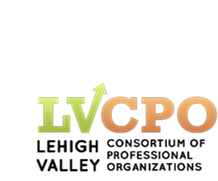 LVCPO
LEHIGH VALLEY
CONSORTIUM OF PROFESSIONAL ORGANIZATIONS